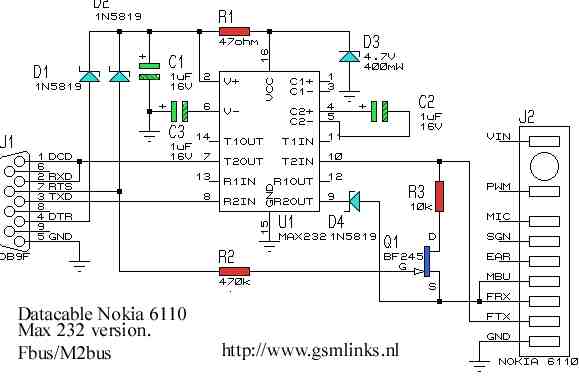 D2
1N5819
R1
47ohm
C1
1uF
16V
D3
4.7V
400mW
D1
1N5819
16
VCC
2 V+
C1+ 1
C1- 3
6 V-
C2+ 4
C2- 5
C2
1uF
16V
C3
1uF
16V
J2
J1
14 T1OUT
T1IN 11
VIN
1 DCD
6
7 T2OUT
T2IN 10
2 RXD
7 RTS
13 R1IN
R1OUT 12
PWM
3 TXD
8
8 R2IN
R2OUT 9
GND
R3
10k
4 DTR
9
15
U1
D4
MIC
5 GND
MAX232
1N5819
Q1
D
SGN
DB9F
BF245
G
EAR
R2
470k
S
MBU
FRX
FTX
GND
NOKIA 6110
Datacable Nokia 6110
Max 232 version.
Fbus/M2bus
http://www.gsmlinks.nl